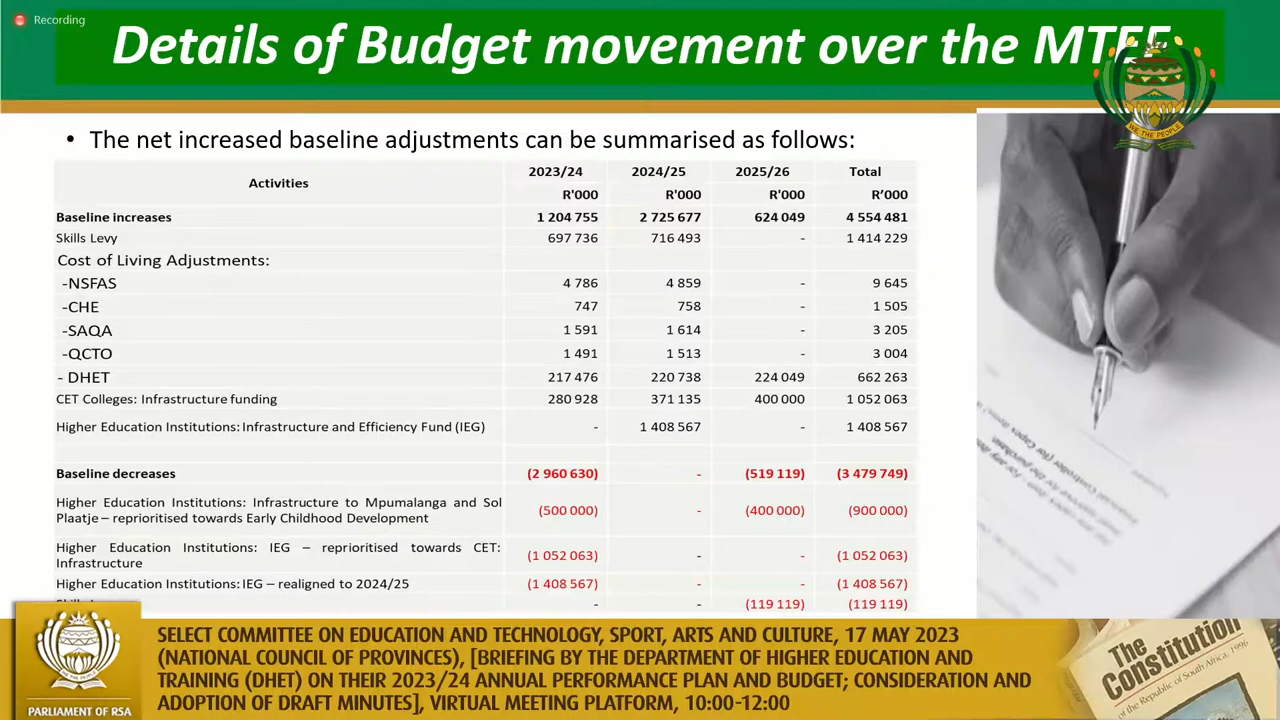 Recording
Details of Budget movement over the MTEF
WE THE PEOPLE
• The net increased baseline adjustments can be summarised as follows:
Activities 2023/24 2024/25 2025/26 Total
R'000 R'000 R'000 R’000
Baseline increases 1 204 755 2 725 677 624 049 4 554 481
Skills Levy 697 736 716 493 - 1 414 229
Cost of Living Adjustments:
-NSFAS 4 786 4 859 - 9 645
-CHE 747 758 - 1 505
-SAQA 1 591 1 614 - 3 205
-QCTO 1 491 1 513 - 3 004
- DHET 217 476 220 738 224 049 662 263
CET Colleges: Infrastructure funding 280 928 371 135 400 000 1 052 063
Higher Education Institutions: Infrastructure and Efficiency Fund (IEG) - 1 408 567 - 1 408 567
Baseline decreases (2 960 630) - (519 119) (3 479 749)
Higher Education Institutions: Infrastructure to Mpumalanga and Sol
Plaatje – reprioritised towards Early Childhood Development (500 000) - (400 000) (900 000)
Higher Education Institutions: IEG – reprioritised towards CET:
Infrastructure (1 052 063) - - (1 052 063)
Higher Education Institutions: IEG – realigned to 2024/25 (1 408 567) - - (1 408 567)
- - (119 119) (119 119)
SELECT COMMITTEE ON EDUCATION AND TECHNOLOGY, SPORT, ARTS AND CULTURE, 17 MAY 2023
(NATIONAL COUNCIL OF PROVINCES), [BRIEFING BY THE DEPARTMENT OF HIGHER EDUCATION AND
TRAINING (DHET) ON THEIR 2023/24 ANNUAL PERFORMANCE PLAN AND BUDGET; CONSIDERATION AND
ADOPTION OF DRAFT MINUTES], VIRTUAL MEETING PLATFORM, 10:00-12:00
PARLIAMENT OF RSA
The
Constitution
of the Republic of South Africa, 1996